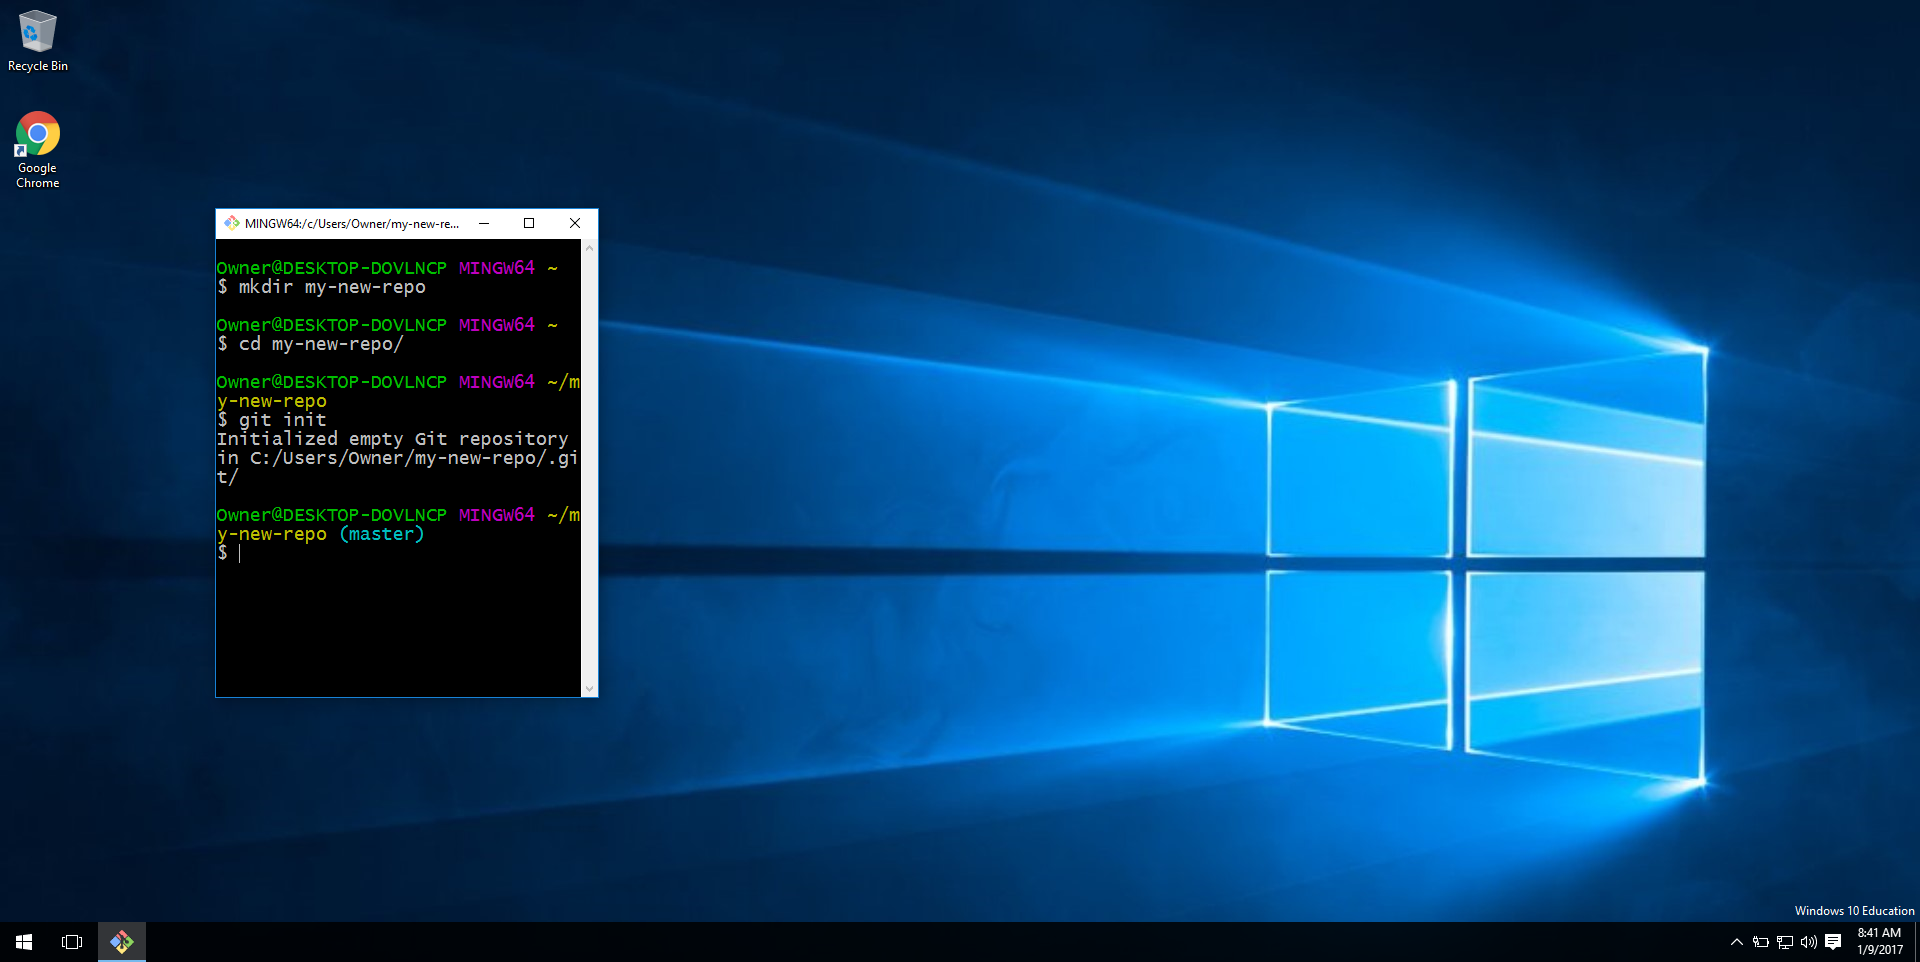 Recycle Bin
Google
Chrome
MINGW64:/c/Users/Owner/my-new-re...
Owner@DESKTOP-DOVLNCP MINGW64 ~
$ mkdir my-new-repo
Owner@DESKTOP-DOVLNCP MINGW64 ~
$ cd my-new-repo/
Owner@DESKTOP-DOVLNCP MINGW64 ~/m
y-new-repo
$ git init
Initialized empty Git repository
in C:/Users/Owner/my-new-repo/.gi
t/
Owner@DESKTOP-DOVLNCP MINGW64 ~/m
y-new-repo (master)
$
Windows 10 Education
8:41 AM
1/9/2017